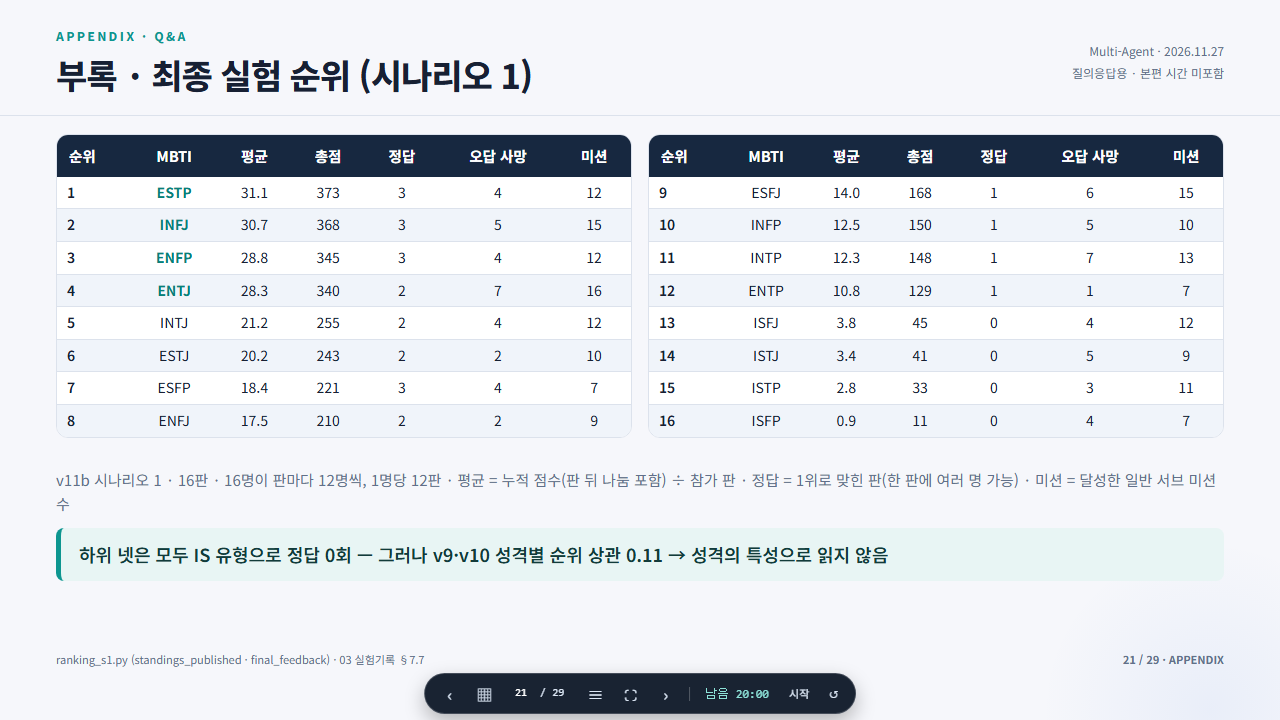 APPENDIX · Q&A
부록 · 최종 실험 순위 (시나리오 1)
Multi-Agent · 2026.11.27
질의응답용 · 본편 시간 미포함
순위 MBTI 평균 총점 정답 오답 사망 미션
1 ESTP 31.1 373 3 4 12
2 INFJ 30.7 368 3 5 15
3 ENFP 28.8 345 3 4 12
4 ENTJ 28.3 340 2 7 16
5 INTJ 21.2 255 2 4 12
6 ESTJ 20.2 243 2 2 10
7 ESFP 18.4 221 3 4 7
8 ENFJ 17.5 210 2 2 9
순위 MBTI 평균 총점 정답 오답 사망 미션
9 ESFJ 14.0 168 1 6 15
10 INFP 12.5 150 1 5 10
11 INTP 12.3 148 1 7 13
12 ENTP 10.8 129 1 1 7
13 ISFJ 3.8 45 0 4 12
14 ISTJ 3.4 41 0 5 9
15 ISTP 2.8 33 0 3 11
16 ISFP 0.9 11 0 4 7
v11b 시나리오 1 · 16판 · 16명이 판마다 12명씩, 1명당 12판 · 평균 = 누적 점수(판 뒤 나눔 포함) ÷ 참가 판 · 정답 = 1위로 맞힌 판(한 판에 여러 명 가능) · 미션 = 달성한 일반 서브 미션
수
하위 넷은 모두 IS 유형으로 정답 0회 — 그러나 v9·v10 성격별 순위 상관 0.11 → 성격의 특성으로 읽지 않음
ranking_s1.py (standings_published · final_feedback) · 03 실험기록 §7.7
21 / 29 · APPENDIX
‹ 21 / 29 › 남음 20:00 시작 ↺